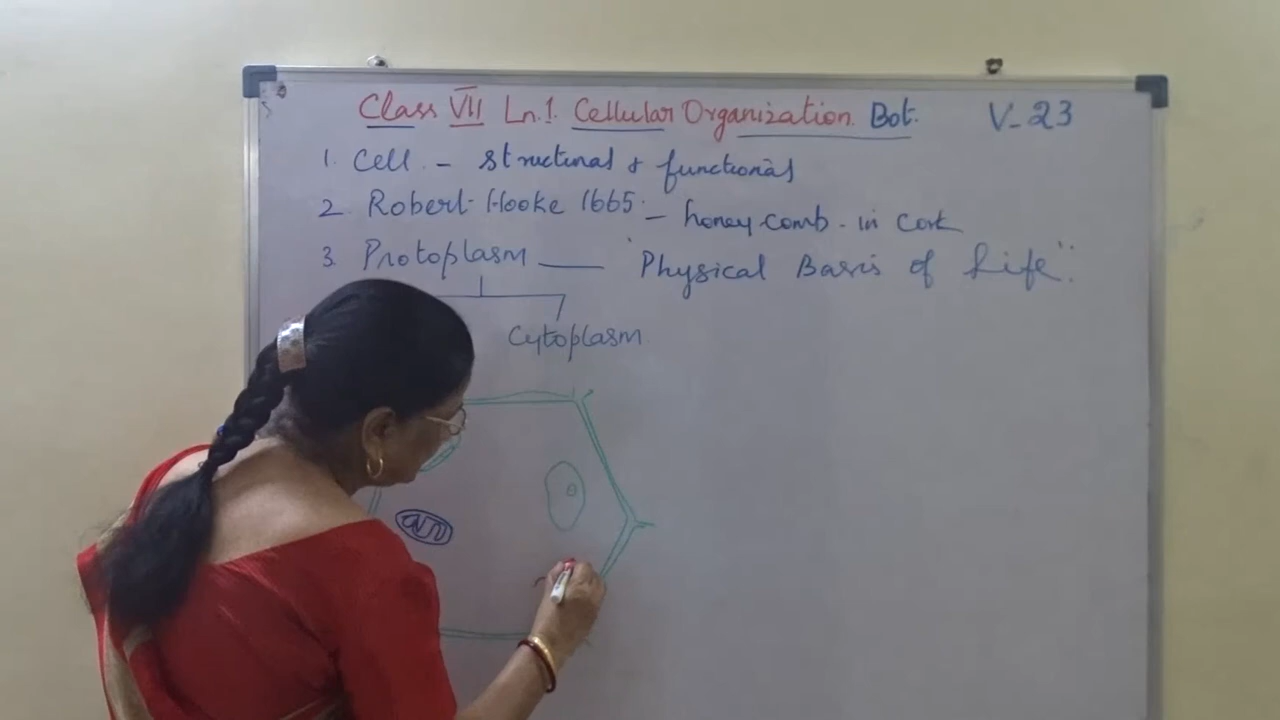 Class VII Ln.1. Cellular Organization. Bot. V-23
1. Cell - structural & functional
2. Robert Hooke 1665 - honey comb - in Cork
3. Protoplasm — "Physical Basis of Life".
Cytoplasm